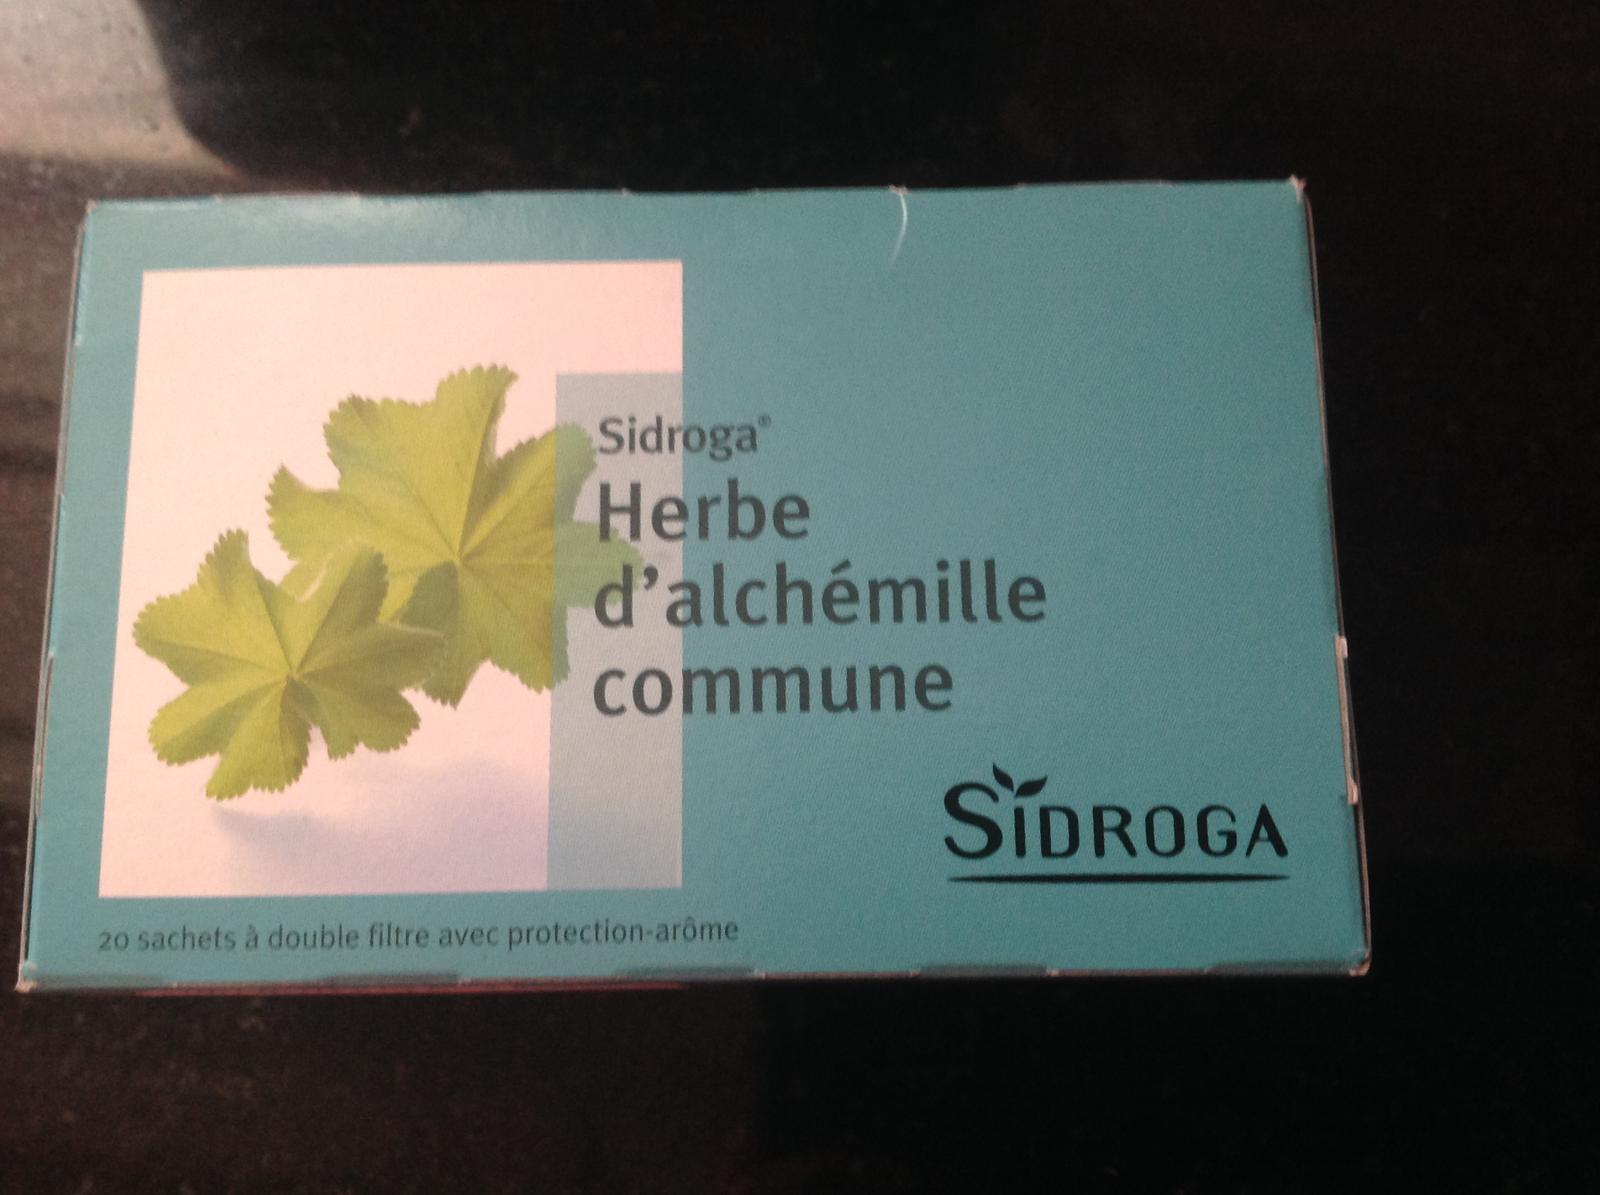 Sidroga®
Herbe
d'alchémille
commune
SIDROGA
20 sachets à double filtre avec protection-arôme